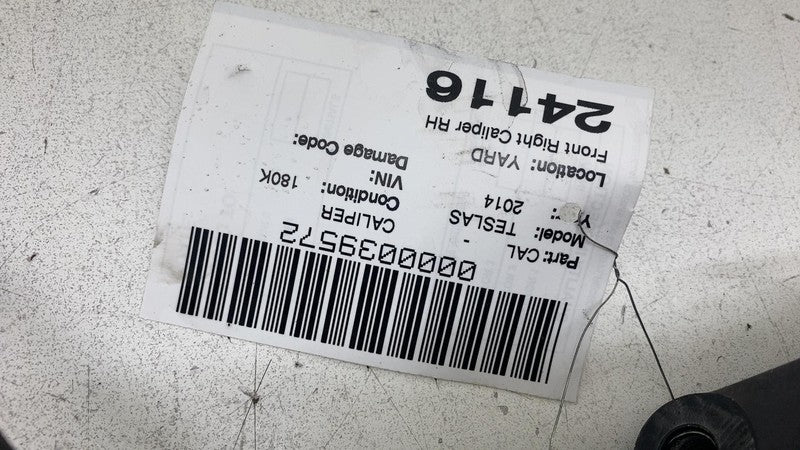 0000039572
Part: CAL - CALIPER
Model: TESLAS Condition: 180K
2014 VIN:
Location: YARD Damage Code:
Front Right Caliper RH
24116